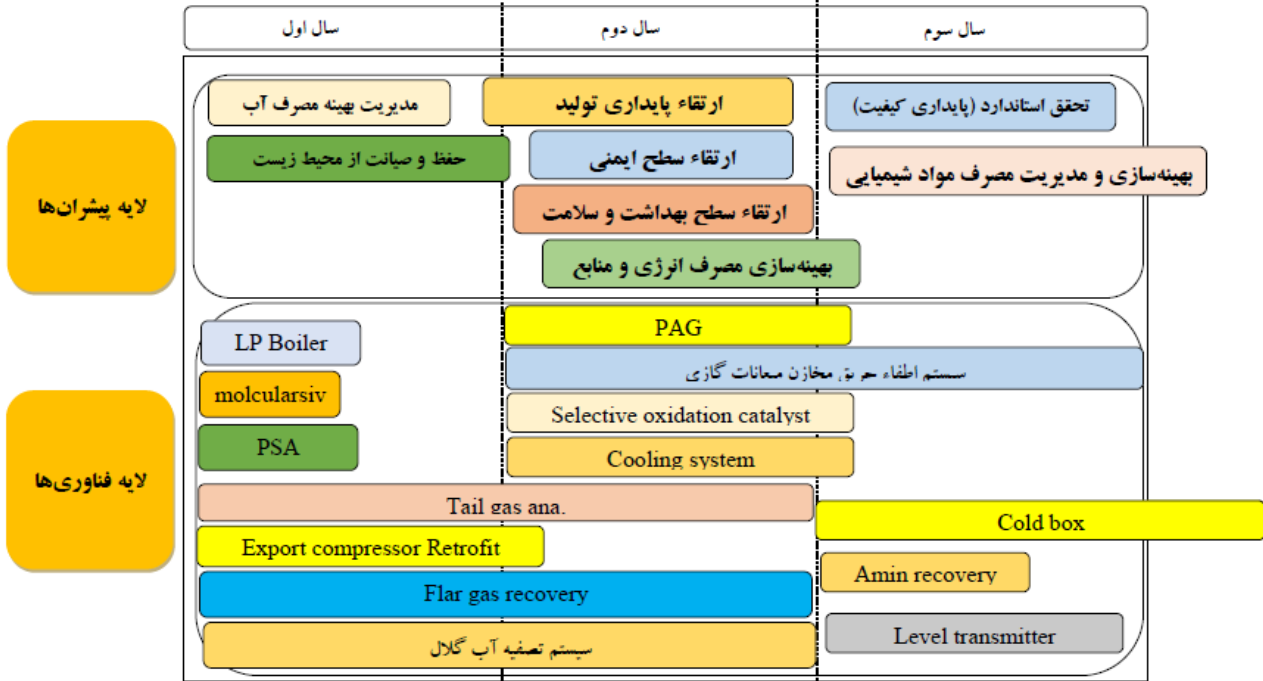 سال اول
سال دوم
سال سوم
لایه پیشران‌ها
مدیریت بهینه مصرف آب
ارتقاء پایداری تولید
تحقق استاندارد (پایداری کیفیت)
حفظ و صیانت از محیط زیست
ارتقاء سطح ایمنی
بهینه‌سازی و مدیریت مصرف مواد شیمیایی
ارتقاء سطح بهداشت و سلامت
بهینه‌سازی مصرف انرژی و منابع
لایه فناوری‌ها
LP Boiler
PAG
سیستم اطفاء حریق مخازن میعانات گازی
molcularsiv
Selective oxidation catalyst
PSA
Cooling system
Tail gas ana.
Cold box
Export compressor Retrofit
Amin recovery
Flar gas recovery
سیستم تصفیه آب گلال
Level transmitter